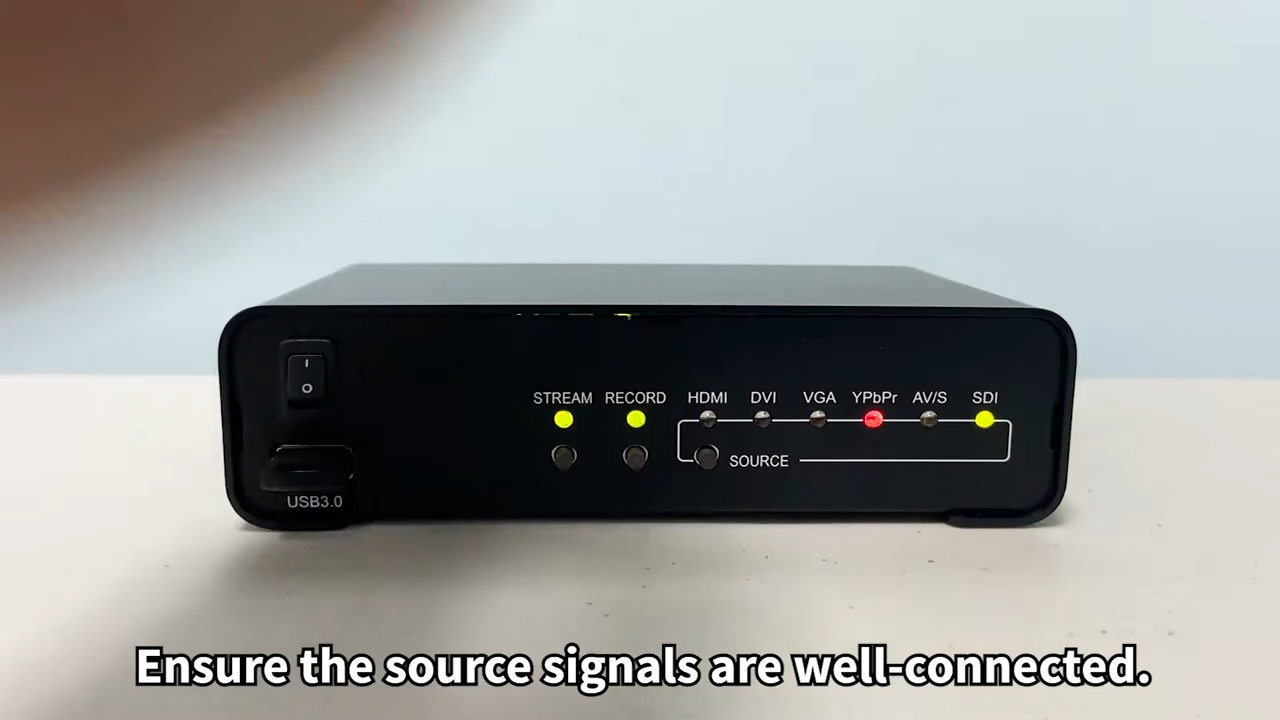 I
O
STREAM RECORD HDMI DVI VGA YPbPr AV/S SDI
SOURCE
USB3.0
Ensure the source signals are well-connected.